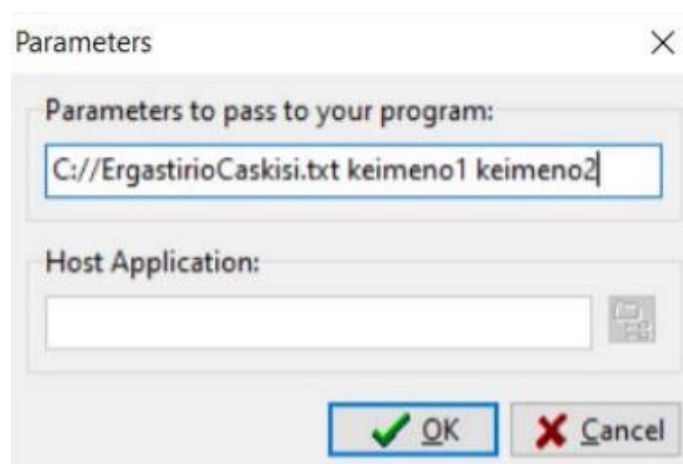 Parameters
Parameters to pass to your program:
C://ErgastirioCaskisi.txt keimeno1 keimeno2
Host Application:
OK Cancel